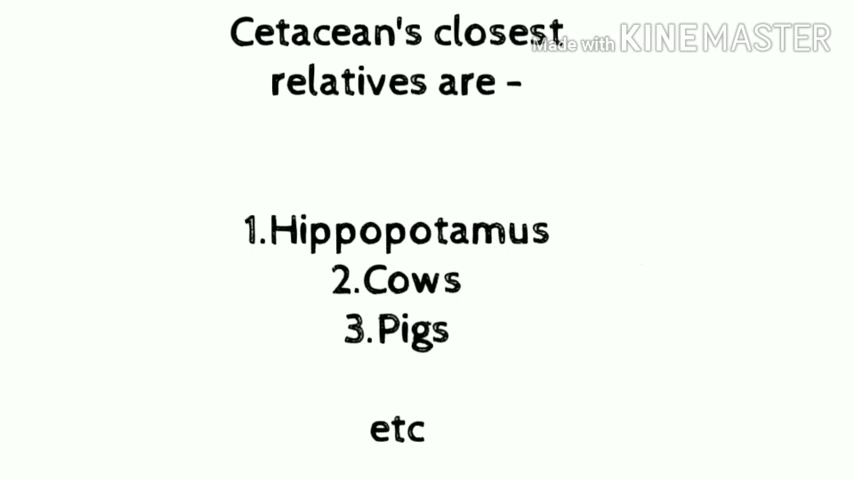 Cetacean's closest
Made with KINEMASTER
relatives are -
1.Hippopotamus
2.Cows
3.Pigs
etc